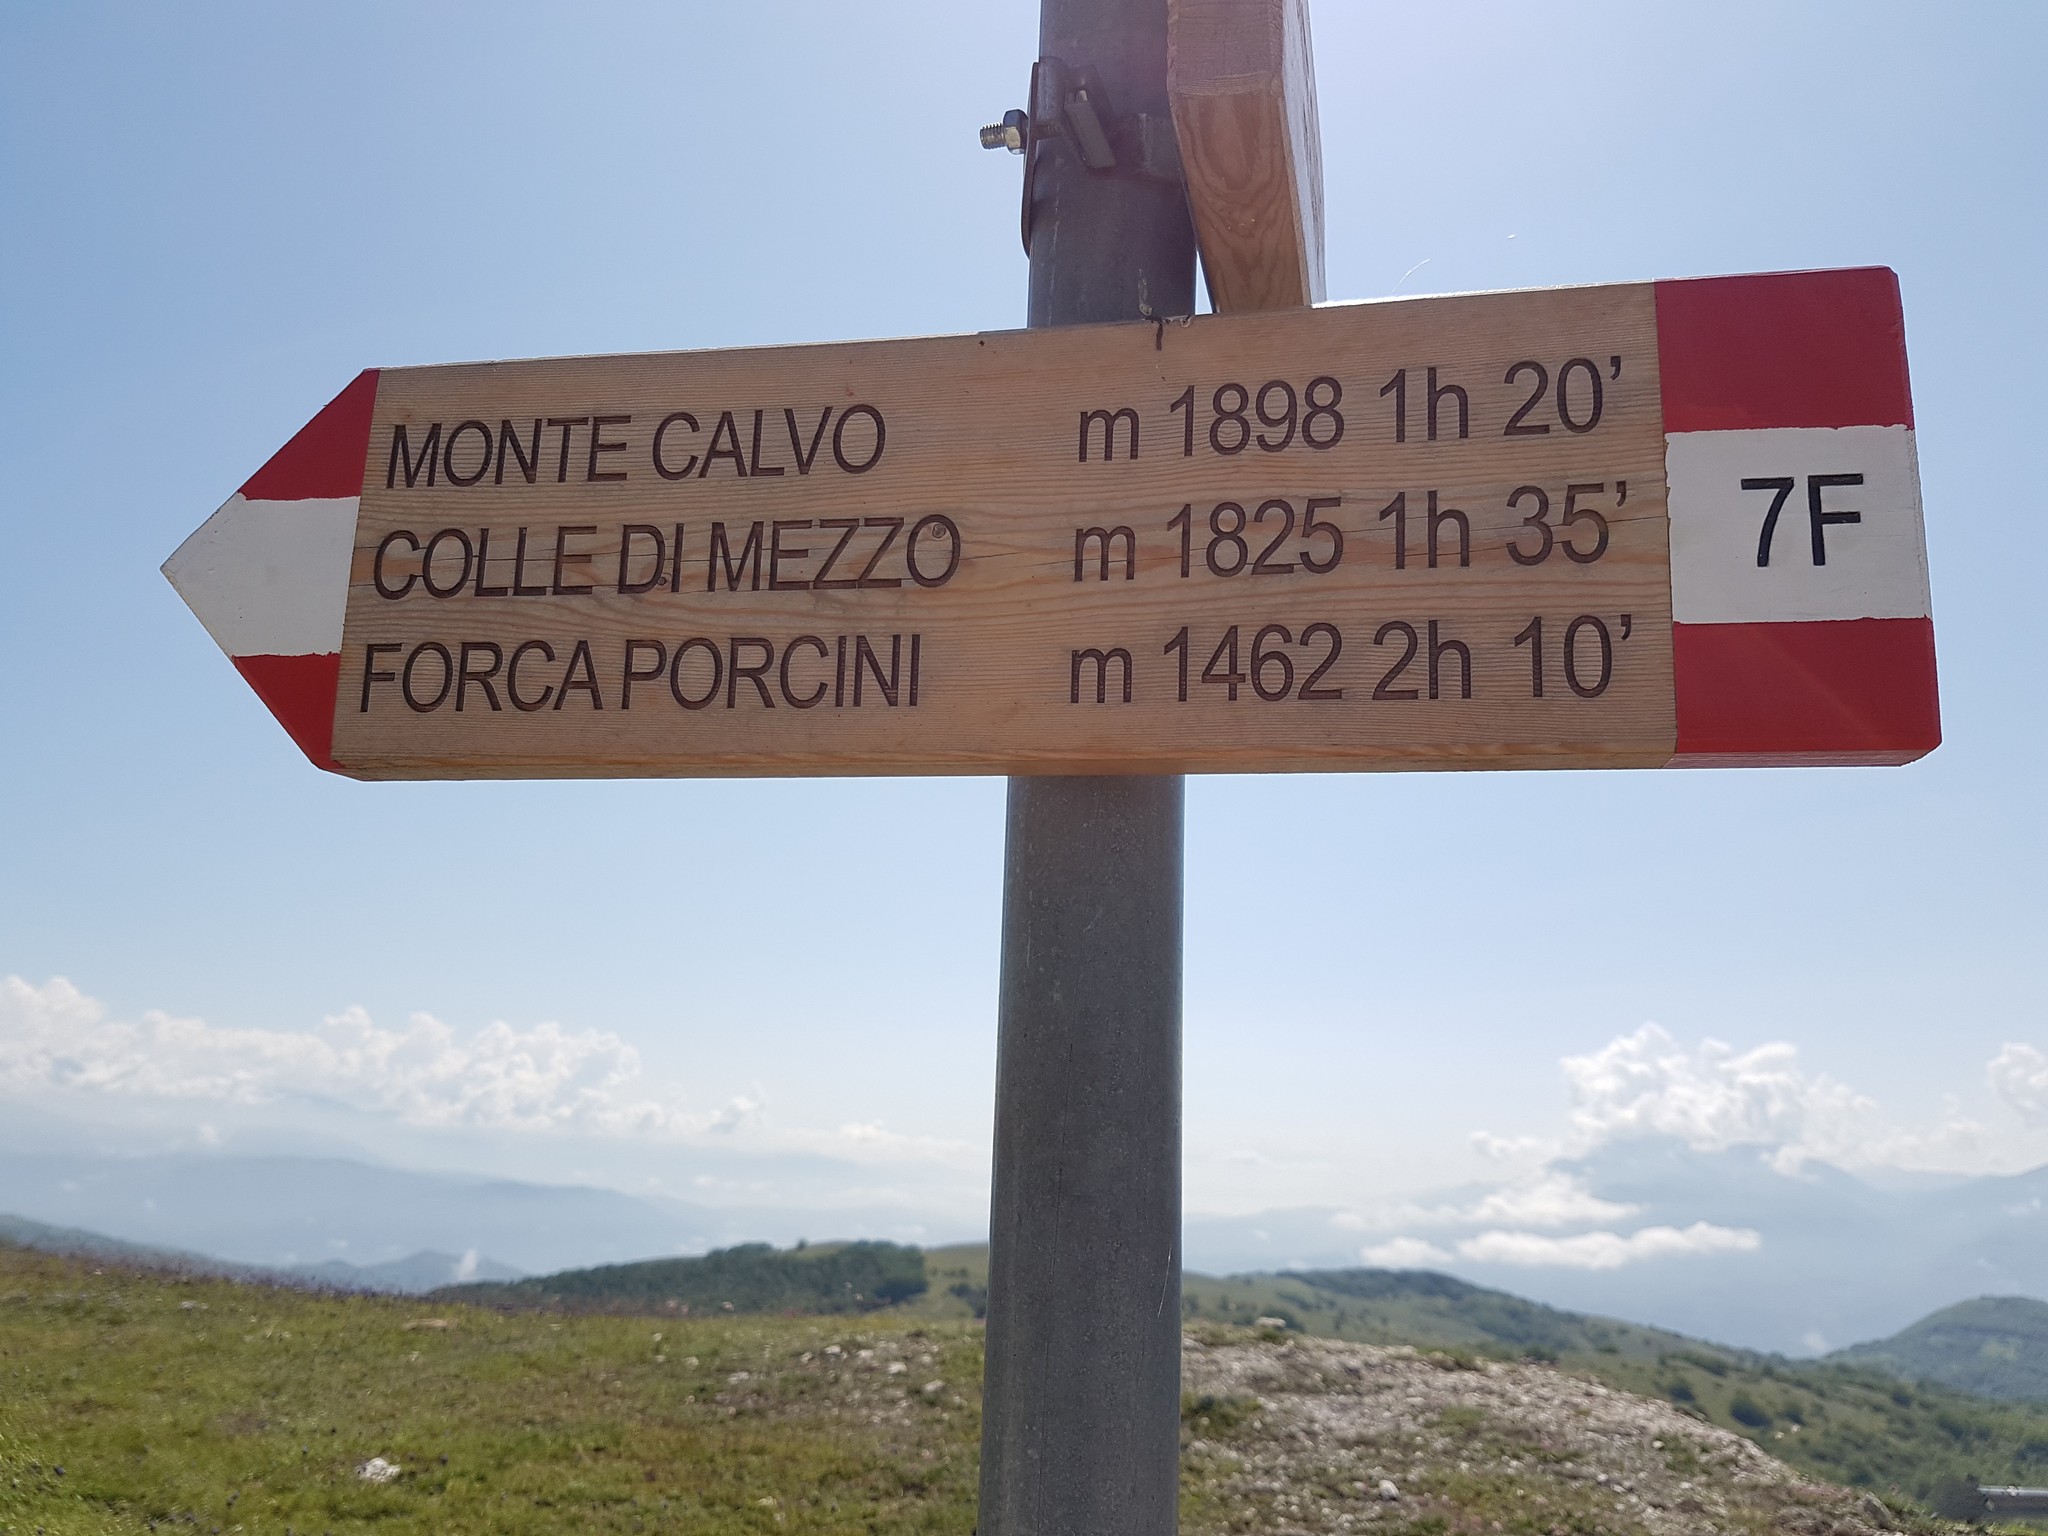 MONTE CALVO m 1898 1h 20’
COLLE DI MEZZO m 1825 1h 35’
FORCA PORCINI m 1462 2h 10’
7F